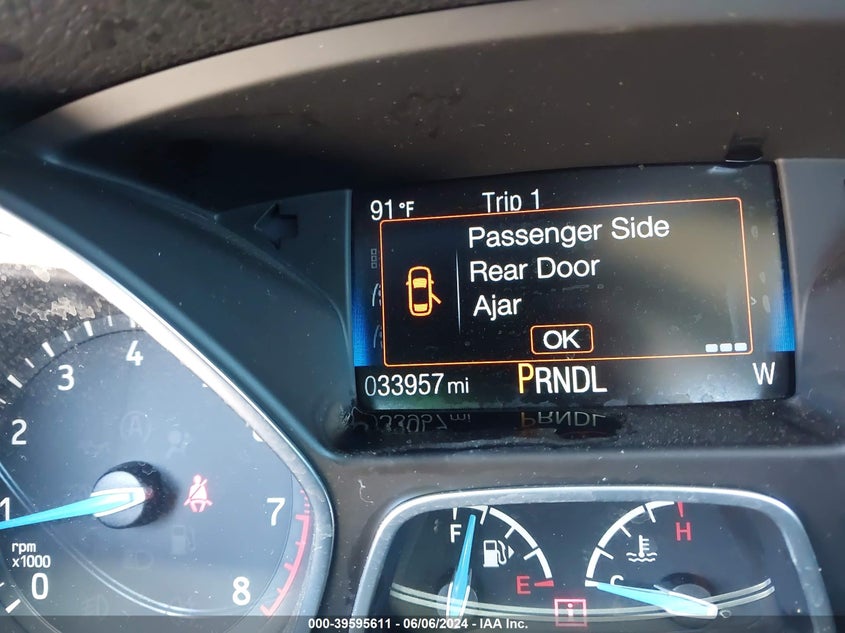 91°F Trip 1
Passenger Side
Rear Door
Ajar
OK
033957 mi PRNDL W
4
3
2
1
7
rpm
x1000
0
8
F
E
H
C
000-39595611 - 06/06/2024 - IAA Inc.